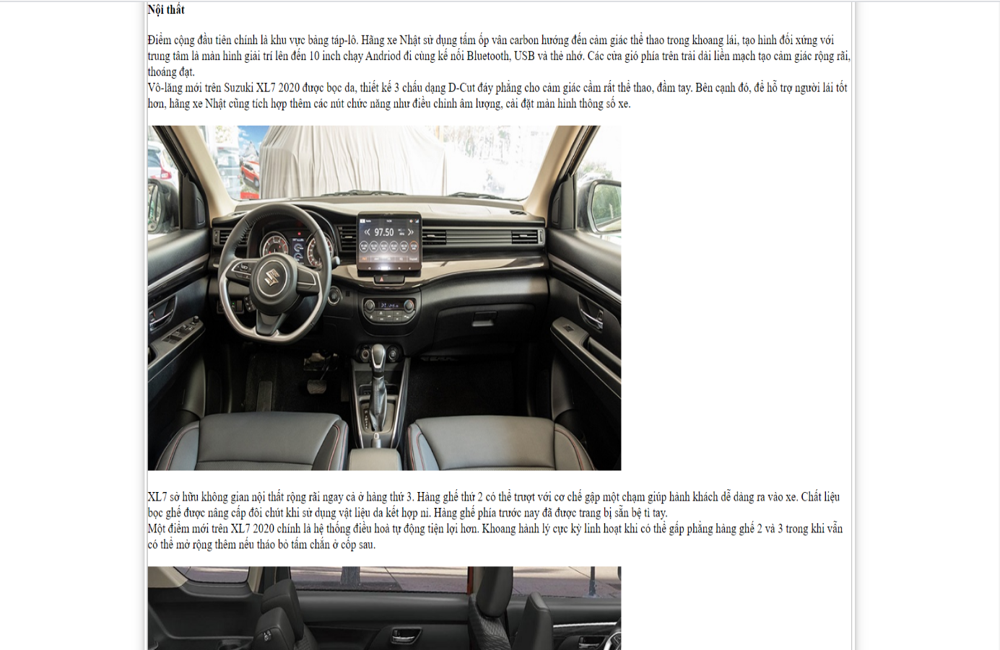 Nội thất
Điểm cộng đầu tiên chính là khu vực bảng táp-lô. Hãng xe Nhật sử dụng tấm ốp vân carbon hướng đến cảm giác thể thao trong khoang lái, tạo hình đối xứng với
trung tâm là màn hình giải trí lên đến 10 inch chạy Andriod đi cùng kế nối Bluetooth, USB và thẻ nhớ. Các cửa gió phía trên trải dài liền mạch tạo cảm giác rộng rãi,
thoáng đạt.
Vô-lăng mới trên Suzuki XL7 2020 được bọc da, thiết kế 3 chấu dạng D-Cut đáy phẳng cho cảm giác cầm rất thể thao, đầm tay. Bên cạnh đó, để hỗ trợ người lái tốt
hơn, hãng xe Nhật cũng tích hợp thêm các nút chức năng như điều chỉnh âm lượng, cài đặt màn hình thông số xe.
97.50
XL7 sở hữu không gian nội thất rộng rãi ngay cả ở hàng thứ 3. Hàng ghế thứ 2 có thể trượt với cơ chế gập một chạm giúp hành khách dễ dàng ra vào xe. Chất liệu
bọc ghế được nâng cấp đôi chút khi sử dụng vật liệu da kết hợp nỉ. Hàng ghế phía trước nay đã được trang bị sẵn bệ tì tay.
Một điểm mới trên XL7 2020 chính là hệ thống điều hoà tự động tiện lợi hơn. Khoang hành lý cực kỳ linh hoạt khi có thể gấp phẳng hàng ghế 2 và 3 trong khi vẫn
có thể mở rộng thêm nếu tháo bỏ tấm chắn ở cốp sau.